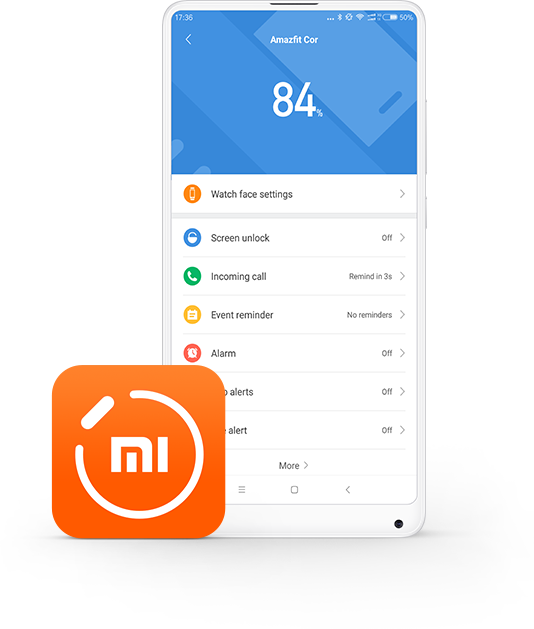 17:36 ... 50%
Amazfit Cor
84%
Watch face settings
Screen unlock Off
Incoming call Remind in 3s
Event reminder No reminders
Alarm Off
alerts Off
alert Off
More
mi